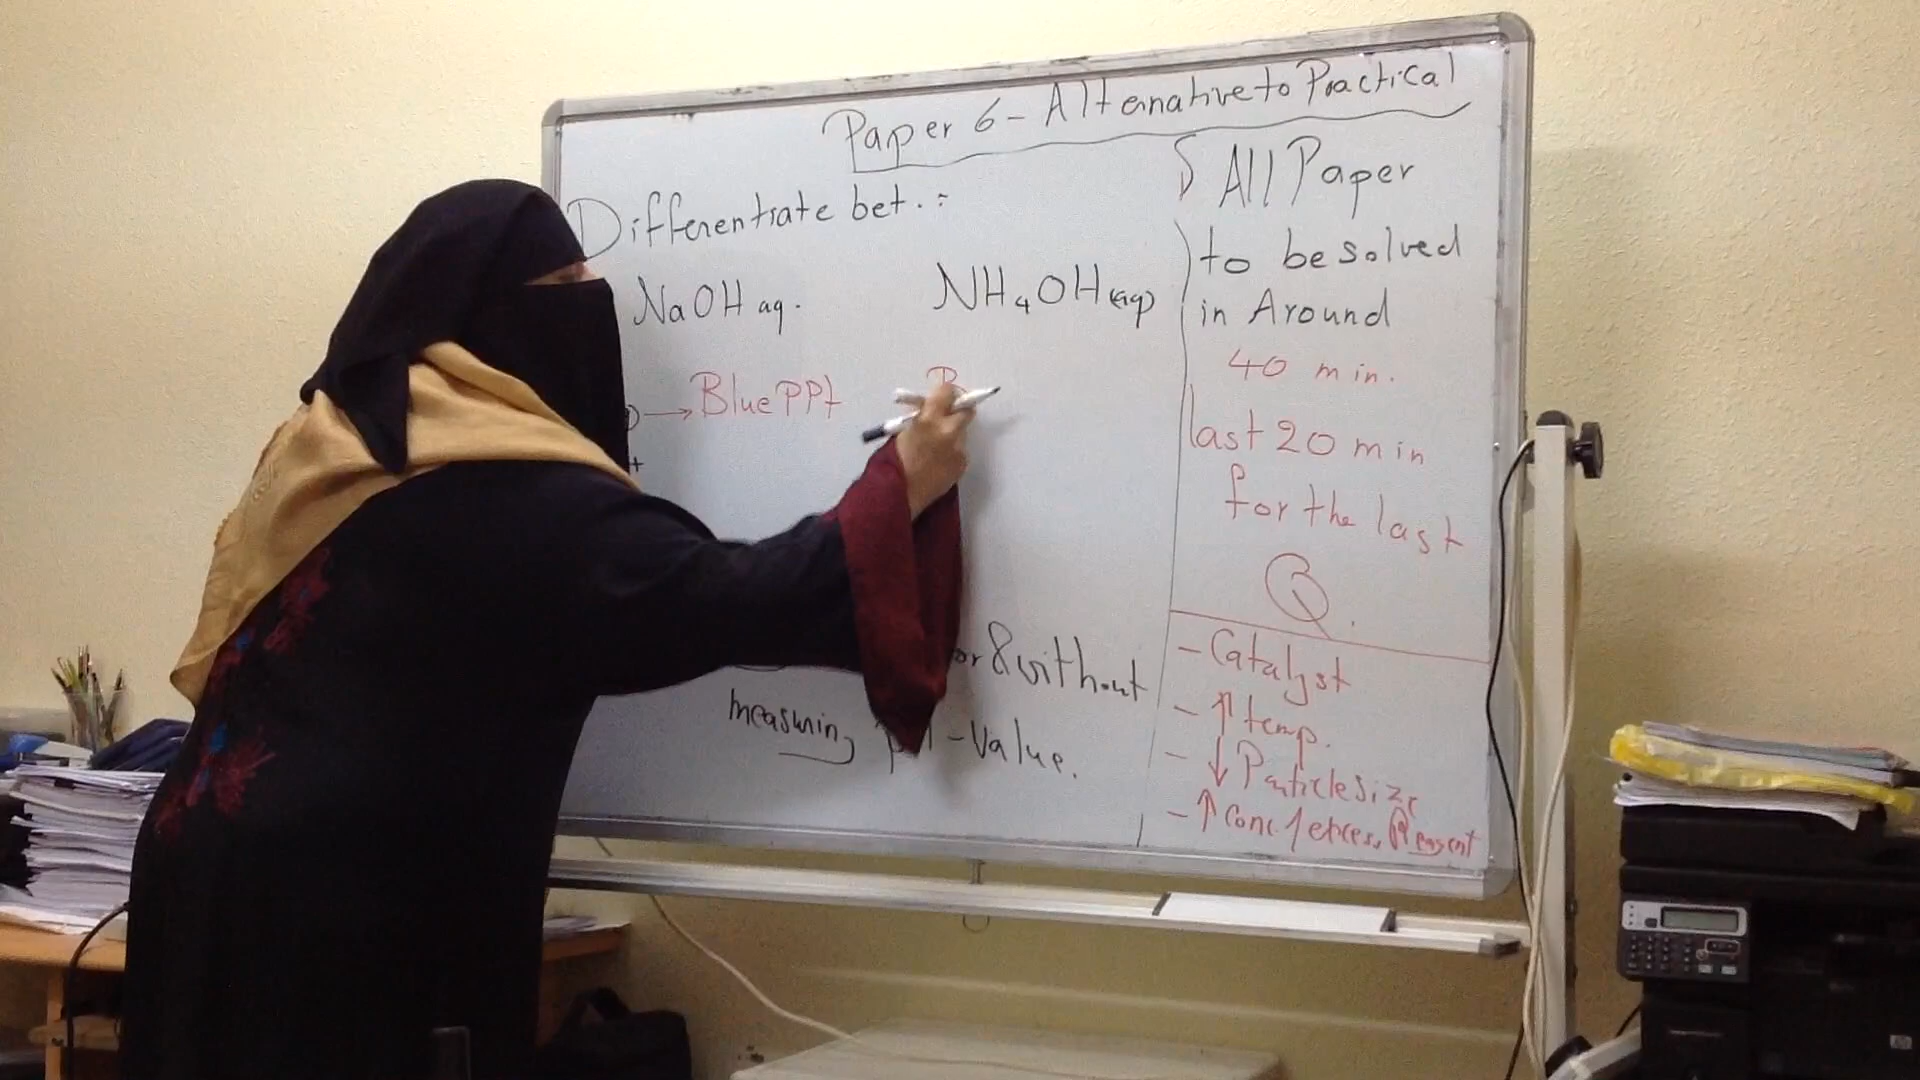 Paper 6 - Alternative to Practical
Differentiate bet. :
NaOH aq.
NH₄OH (aq)
→ Blue PPt
B
+
or & without
measuring pH-Value.
All Paper
to be solved
in Around
40 min.
last 20 min
for the last
Q.
- Catalyst
- ↑ temp.
- ↓ Particle Size
- ↑ Conc. / excess Reagent